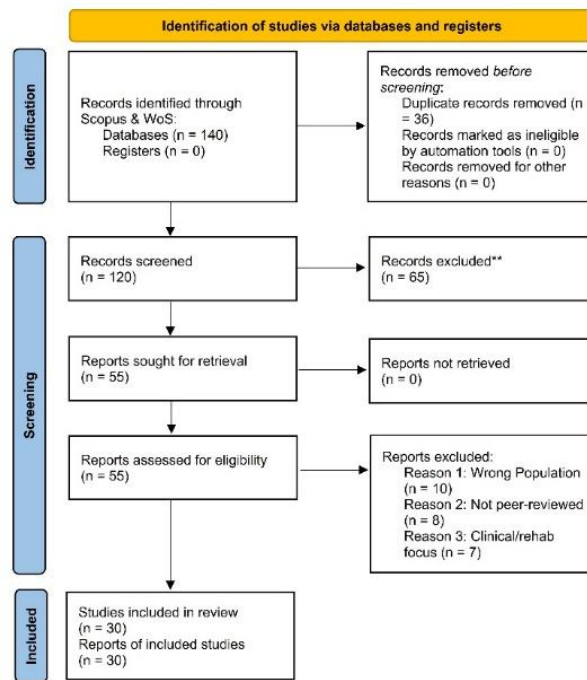 Identification of studies via databases and registers
Identification
Records identified through
Scopus & WoS:
Databases (n = 140)
Registers (n = 0)
Records removed before
screening:
Duplicate records removed (n
= 36)
Records marked as ineligible
by automation tools (n = 0)
Records removed for other
reasons (n = 0)
Screening
Records screened
(n = 120)
Records excluded**
(n = 65)
Reports sought for retrieval
(n = 55)
Reports not retrieved
(n = 0)
Reports assessed for eligibility
(n = 55)
Reports excluded:
Reason 1: Wrong Population
(n = 10)
Reason 2: Not peer-reviewed
(n = 8)
Reason 3: Clinical/rehab
focus (n = 7)
Included
Studies included in review
(n = 30)
Reports of included studies
(n = 30)